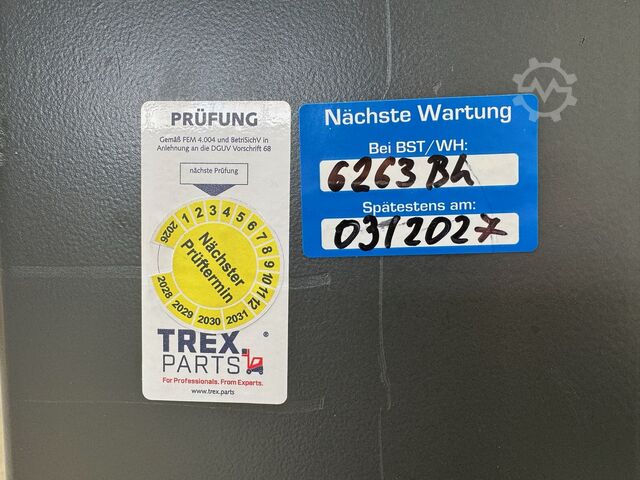 PRÜFUNG
Gemäß FEM 4.004 und BetriSichV in
Anlehnung an die DGUV Vorschrift 68
nächste Prüfung
2026 1 2 3 4 5 6 7 8 9 10 11 12
Nächster
Prüftermin
2028 2029 2030 2031
TREX®
PARTS
For Professionals. From Experts.
www.trex.parts
Nächste Wartung
Bei BST/WH:
6263 Bh
Spätestens am:
03/2027